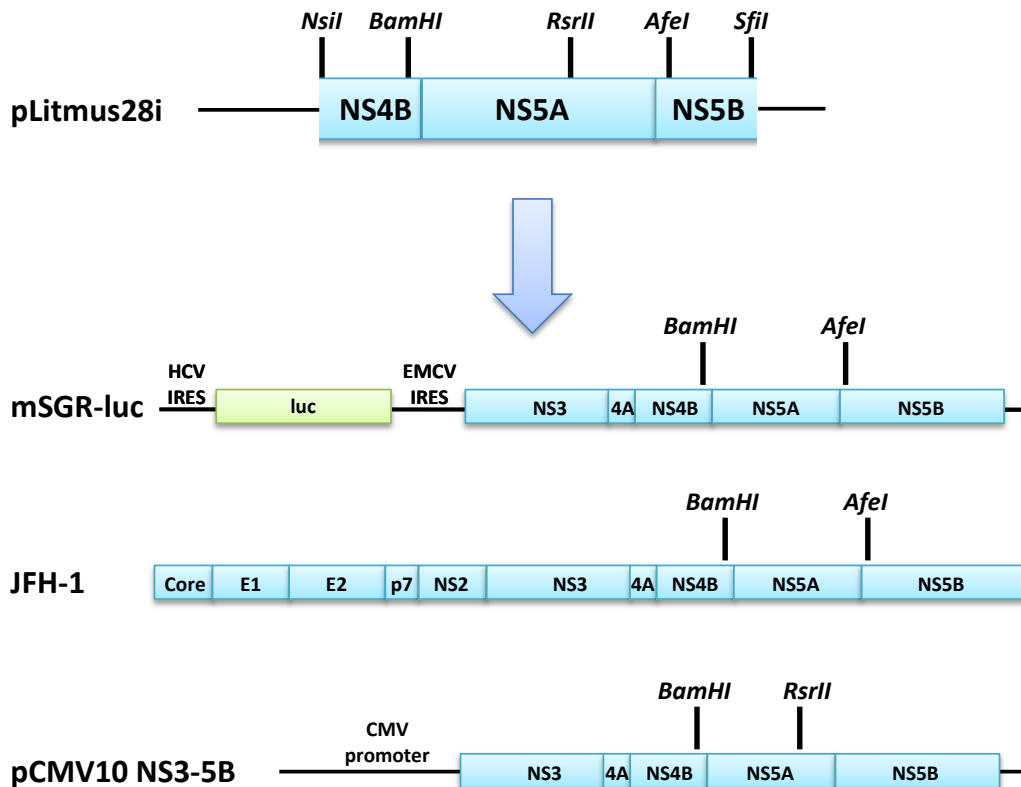 NsiI BamHI RsrII AfeI SfiI
pLitmus28i NS4B NS5A NS5B
BamHI AfeI
HCV IRES EMCV IRES
mSGR-luc luc NS3 4A NS4B NS5A NS5B
BamHI AfeI
JFH-1 Core E1 E2 p7 NS2 NS3 4A NS4B NS5A NS5B
BamHI RsrII
CMV promoter
pCMV10 NS3-5B NS3 4A NS4B NS5A NS5B